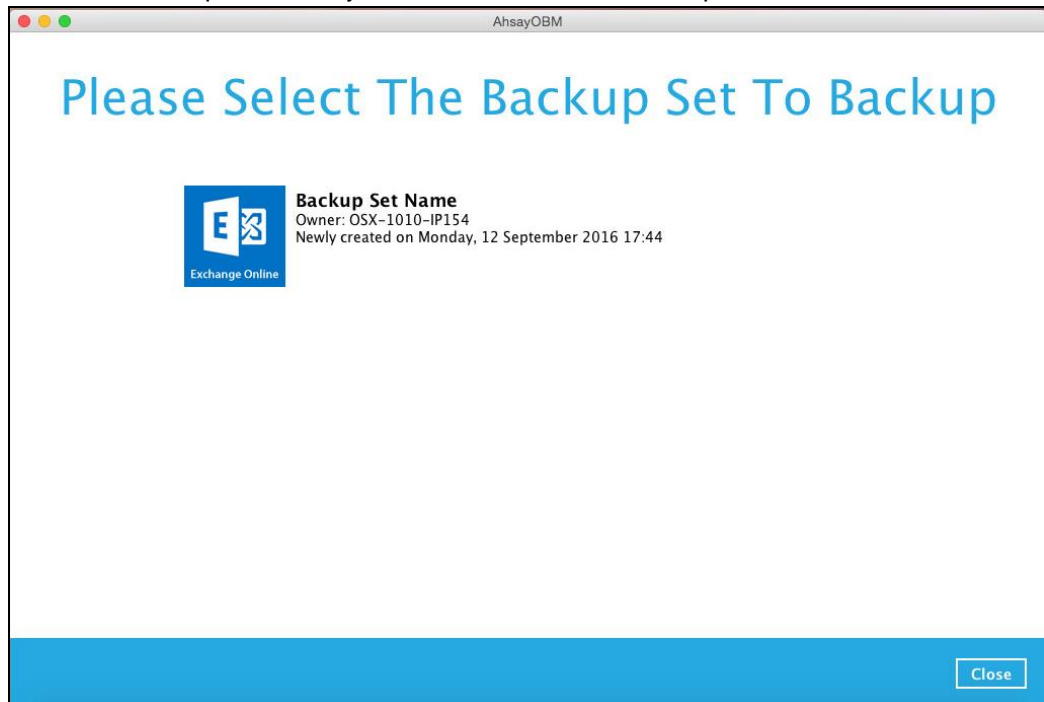 AhsayOBM
Please Select The Backup Set To Backup
E
Exchange Online
Backup Set Name
Owner: OSX-1010-IP154
Newly created on Monday, 12 September 2016 17:44
Close